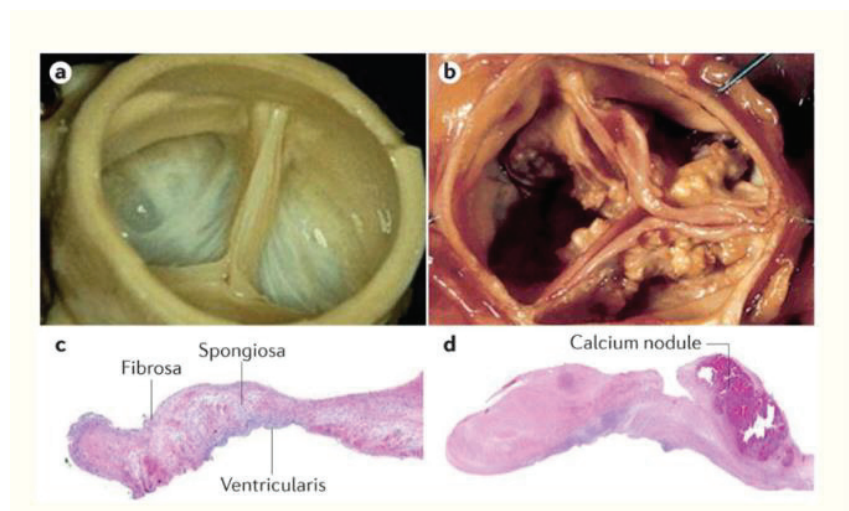 a
b
c
Fibrosa
Spongiosa
Ventricularis
d
Calcium nodule